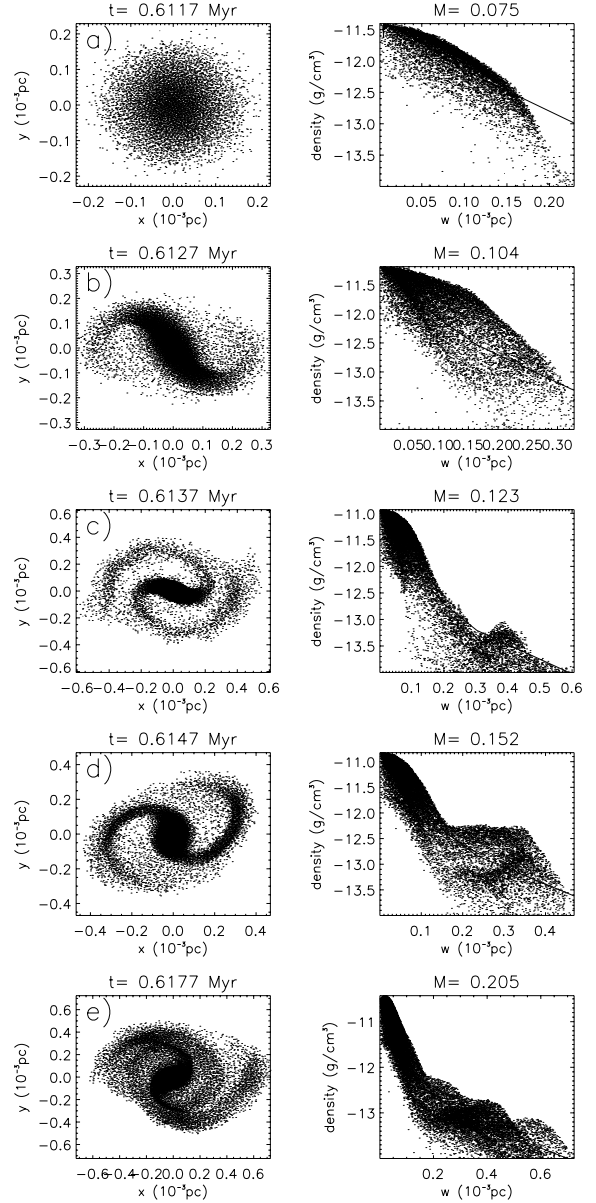 t= 0.6117 Myr
M= 0.075
a)
y (10⁻³pc)
0.2
0.1
0.0
−0.1
−0.2
−0.2 −0.1 0.0 0.1 0.2
x (10⁻³pc)
density (g/cm³)
−11.5
−12.0
−12.5
−13.0
−13.5
0.05 0.10 0.15 0.20
w (10⁻³pc)
t= 0.6127 Myr
M= 0.104
b)
y (10⁻³pc)
0.3
0.2
0.1
0.0
−0.1
−0.2
−0.3
−0.3−0.2−0.1 0.0 0.1 0.2 0.3
x (10⁻³pc)
density (g/cm³)
−11.5
−12.0
−12.5
−13.0
−13.5
0.050.100.150.200.250.30
w (10⁻³pc)
t= 0.6137 Myr
M= 0.123
c)
y (10⁻³pc)
0.6
0.4
0.2
0.0
−0.2
−0.4
−0.6
−0.6−0.4−0.2 0.0 0.2 0.4 0.6
x (10⁻³pc)
density (g/cm³)
−11.0
−11.5
−12.0
−12.5
−13.0
−13.5
0.1 0.2 0.3 0.4 0.5 0.6
w (10⁻³pc)
t= 0.6147 Myr
M= 0.152
d)
y (10⁻³pc)
0.4
0.2
0.0
−0.2
−0.4
−0.4 −0.2 0.0 0.2 0.4
x (10⁻³pc)
density (g/cm³)
−11.0
−11.5
−12.0
−12.5
−13.0
−13.5
0.1 0.2 0.3 0.4
w (10⁻³pc)
t= 0.6177 Myr
M= 0.205
e)
y (10⁻³pc)
0.6
0.4
0.2
0.0
−0.2
−0.4
−0.6
−0.6−0.4−0.20.0 0.2 0.4 0.6
x (10⁻³pc)
density (g/cm³)
−11
−12
−13
0.2 0.4 0.6
w (10⁻³pc)